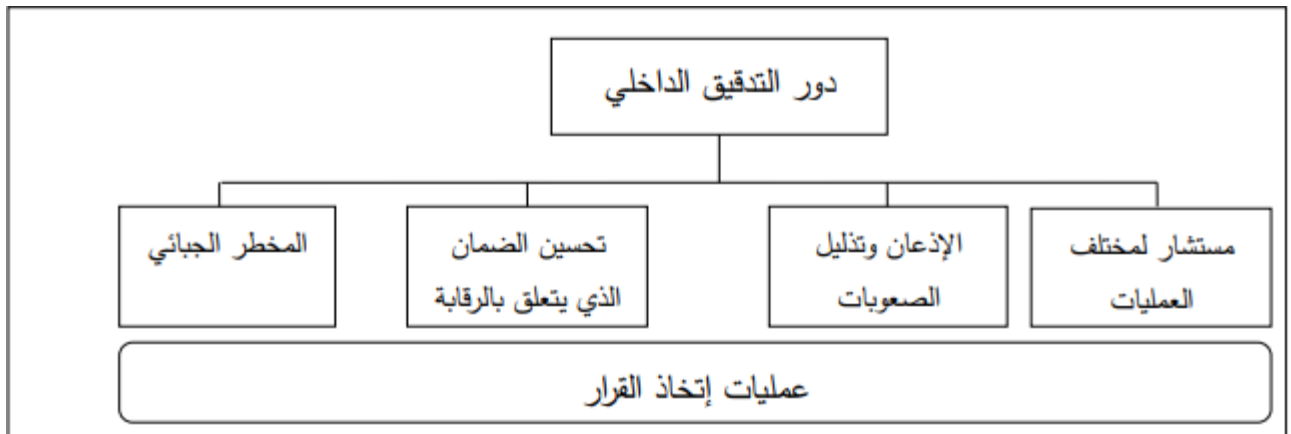 دور التدقيق الداخلي
مستشار لمختلف
العمليات
الإذعان وتذليل
الصعوبات
تحسين الضمان
الذي يتعلق بالرقابة
المخطر الجبائي
عمليات إتخاذ القرار